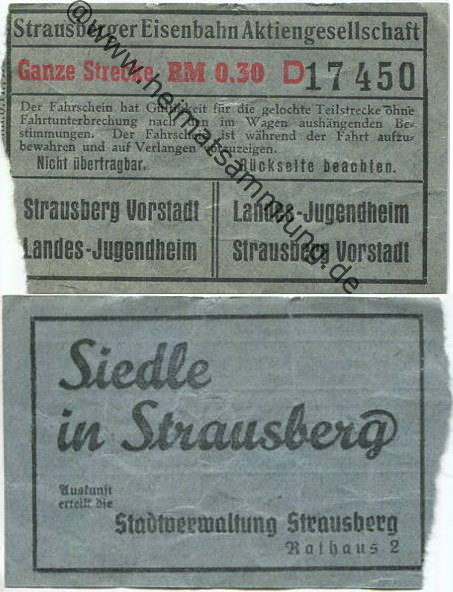 Strausberger Eisenbahn Aktiengesellschaft
Ganze Strecke RM 0.30 D 17450
Der Fahrschein hat Gültigkeit für die gelochte Teilstrecke ohne
Fahrtunterbrechung nach den im Wagen aushängenden Be-
stimmungen. Der Fahrschein ist während der Fahrt aufzu-
bewahren und auf Verlangen vorzuzeigen.
Nicht übertragbar. Rückseite beachten.
Strausberg Vorstadt
Landes-Jugendheim
Landes-Jugendheim
Strausberg Vorstadt
@www.heimatsammlung.de
Siedle
in Strausberg
Auskunft
erteilt die
Stadtverwaltung Strausberg
Rathaus 2